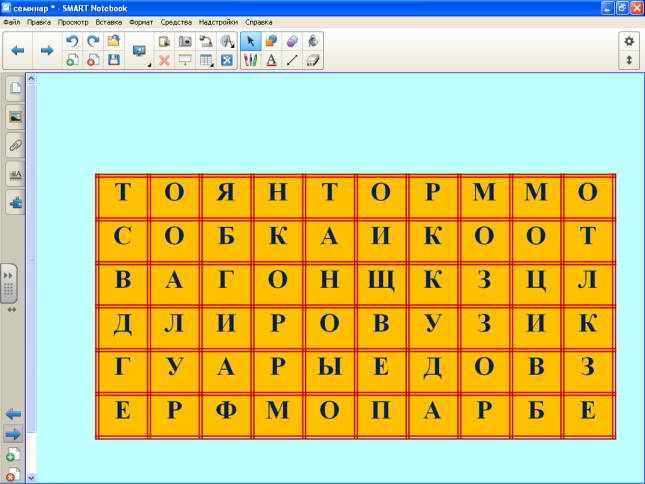 семинар * - SMART Notebook
Файл Правка Просмотр Вставка Формат Средства Надстройки Справка
Т О Я Н Т О Р М М О
С О Б К А И К О О Т
В А Г О Н Щ К З Ц Л
Д Л И Р О В У З И К
Г У А Р Ы Е Д О В З
Е Р Ф М О П А Р Б Е